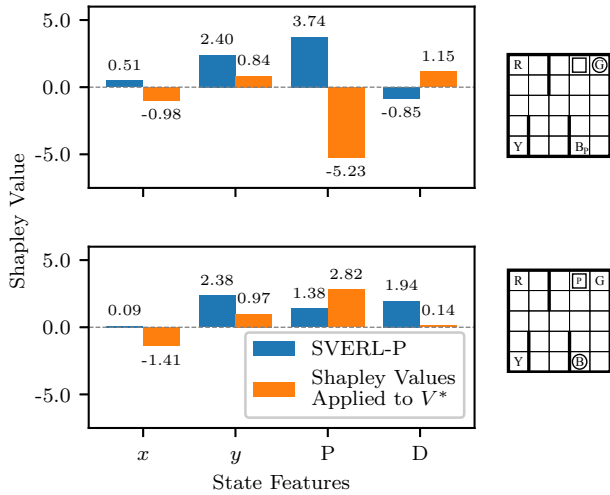 Shapley Value
5.0
0.0
-5.0
0.51
-0.98
2.40
0.84
3.74
-5.23
-0.85
1.15
R
G
Y
B
P
5.0
0.0
-5.0
0.09
-1.41
2.38
0.97
1.38
2.82
1.94
0.14
SVERL-P
Shapley Values
Applied to V*
x y P D
State Features
R
P
G
Y
B